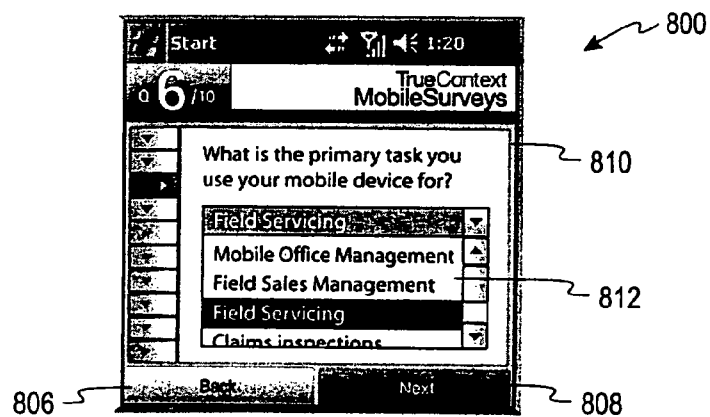 800
Start 1:20
Q 6/10
TrueContext
MobileSurveys
What is the primary task you
use your mobile device for?
810
Field Servicing
Mobile Office Management
Field Sales Management
812
Field Servicing
Claims inspections
806
Back
Next
808